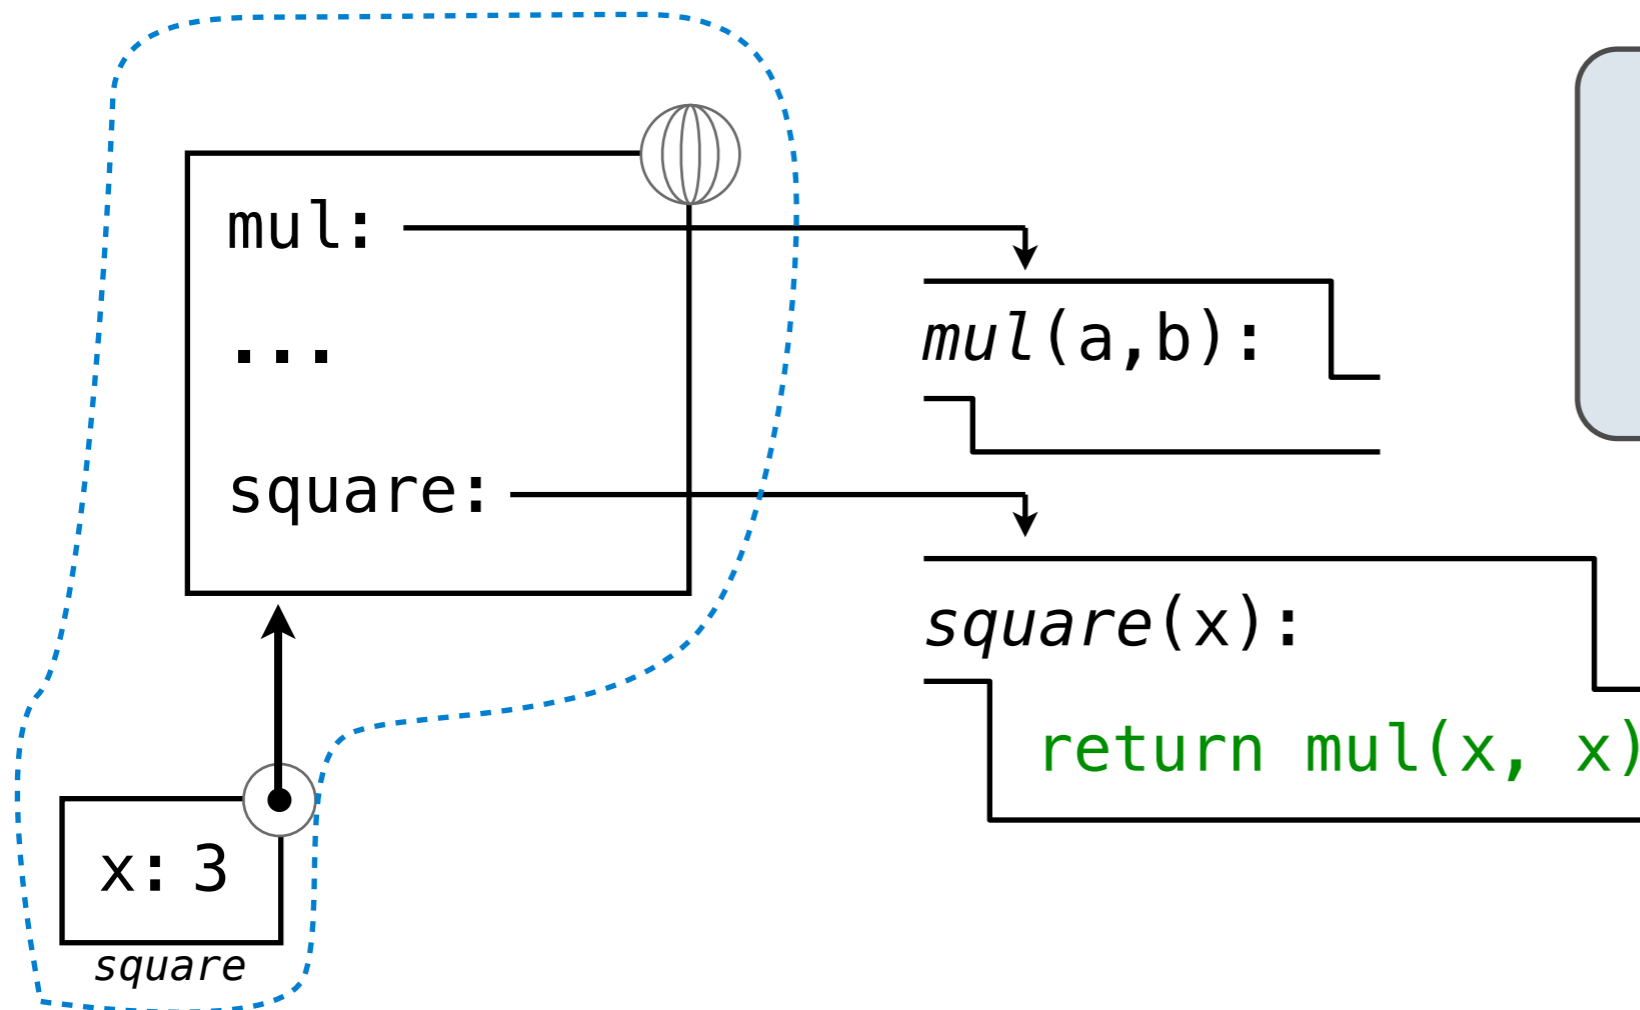 mul:
...
square:
mul(a,b):
square(x):
return mul(x, x)
x: 3
square